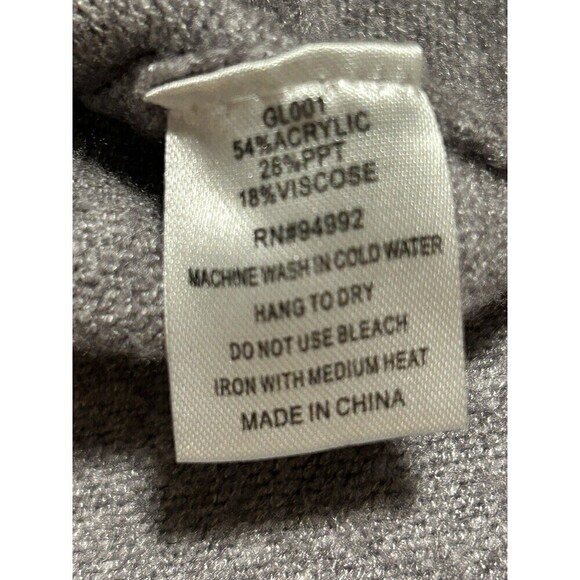 GL001
54%ACRYLIC
28%PPT
18%VISCOSE
RN#94992
MACHINE WASH IN COLD WATER
HANG TO DRY
DO NOT USE BLEACH
IRON WITH MEDIUM HEAT
MADE IN CHINA